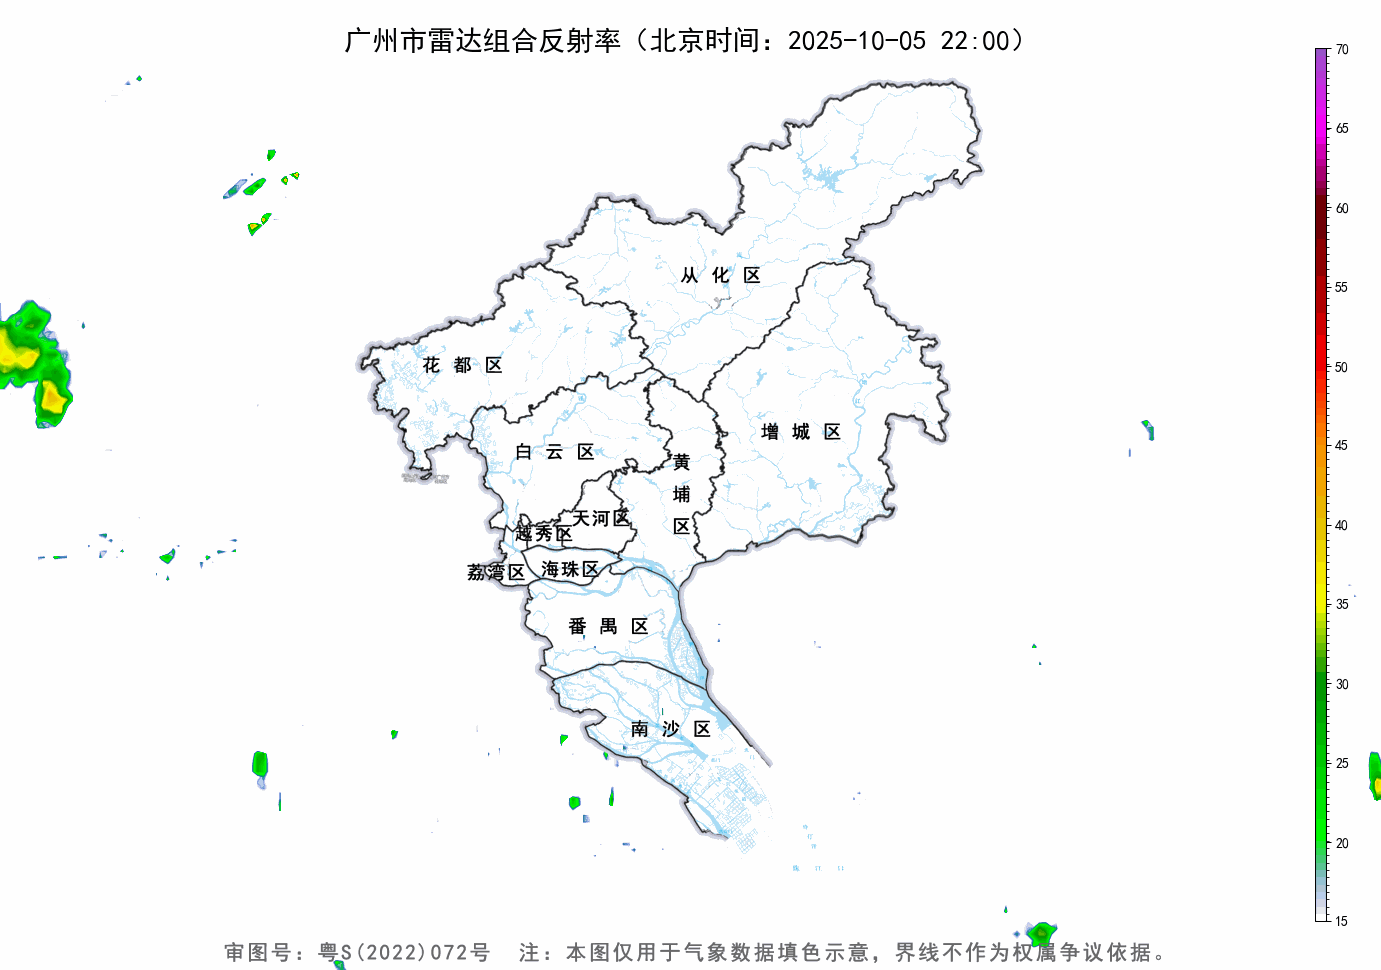 广州市雷达组合反射率（北京时间：2025-10-05 22:00）
70
65
60
55
50
45
40
35
30
25
20
15
从化区
花都区
增城区
白云区
黄埔区
天河区
越秀区
海珠区
荔湾区
番禺区
南沙区
审图号：粤S(2022)072号 注：本图仅用于气象数据填色示意，界线不作为权属争议依据。